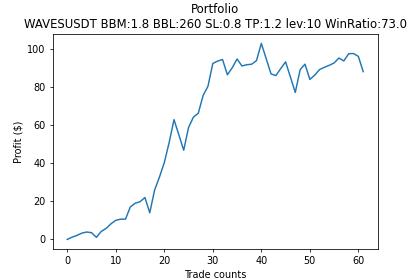 Portfolio
WAVESUSDT BBM:1.8 BBL:260 SL:0.8 TP:1.2 lev:10 WinRatio:73.0
100
80
60
40
20
0
Profit ($)
0 10 20 30 40 50 60
Trade counts